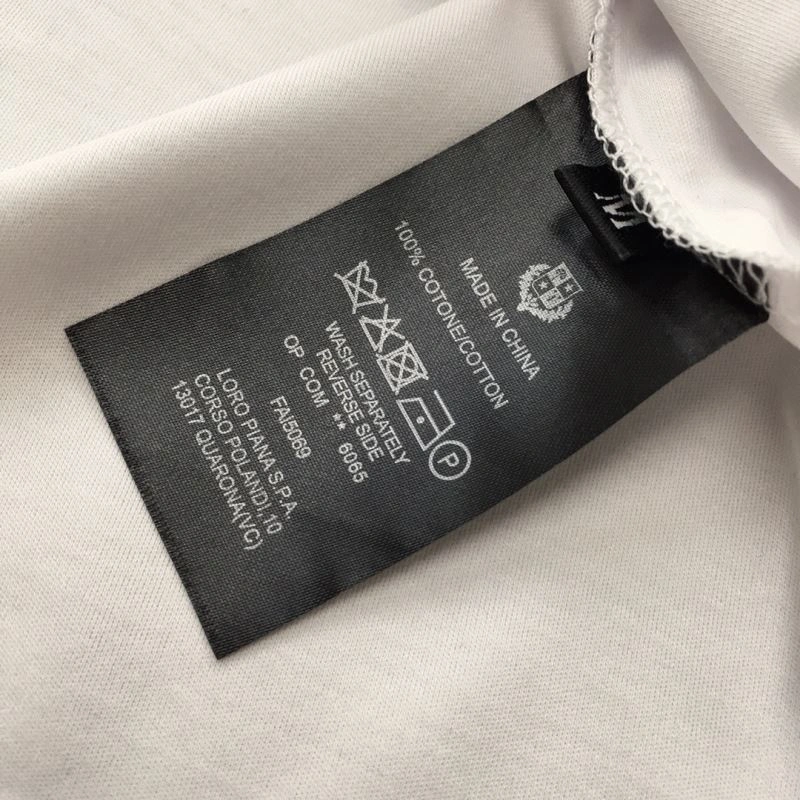 M
MADE IN CHINA
100% COTONE/COTTON
P
WASH SEPARATELY
REVERSE SIDE
OP COM ** 6065
FAI5069
LORO PIANA S.P.A.
CORSO POLANDI,10
13017 QUARONA(VC)